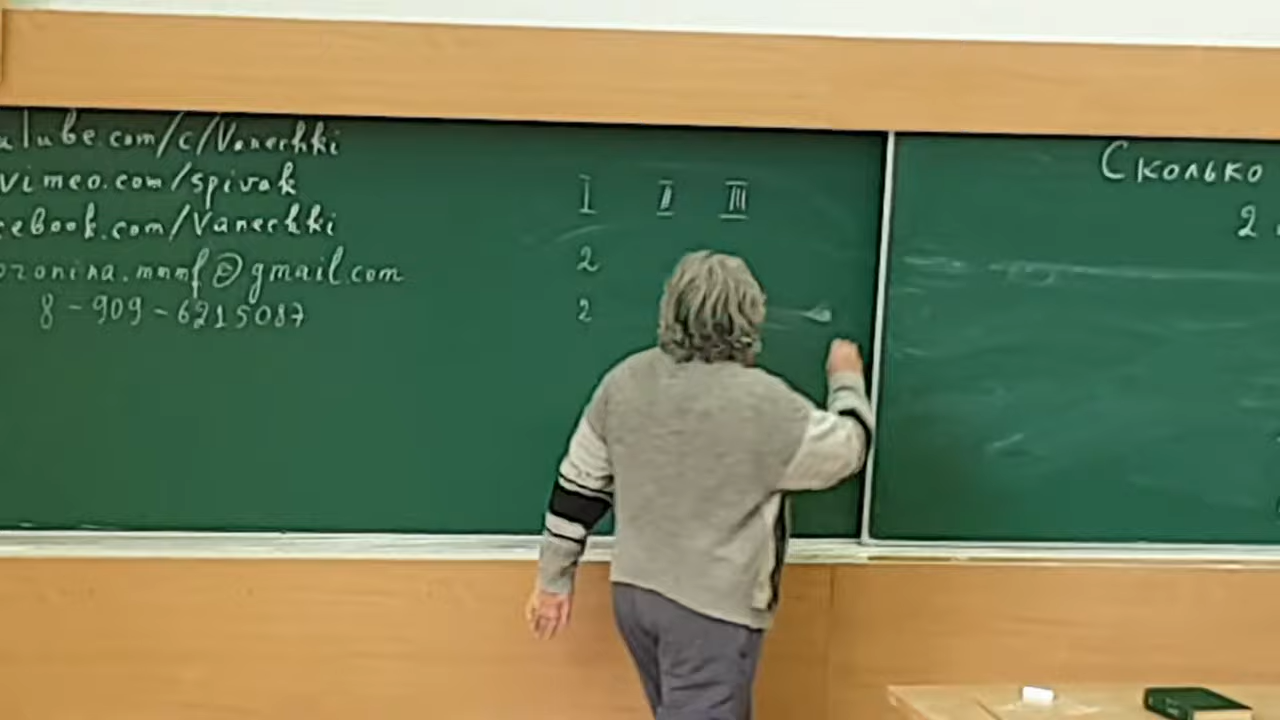 utube.com/c/Vanechki
vimeo.com/spivak
cebook.com/Vanechki
oronina.mmmf@gmail.com
8-909-6215087
I II III
2
2
Сколько
2